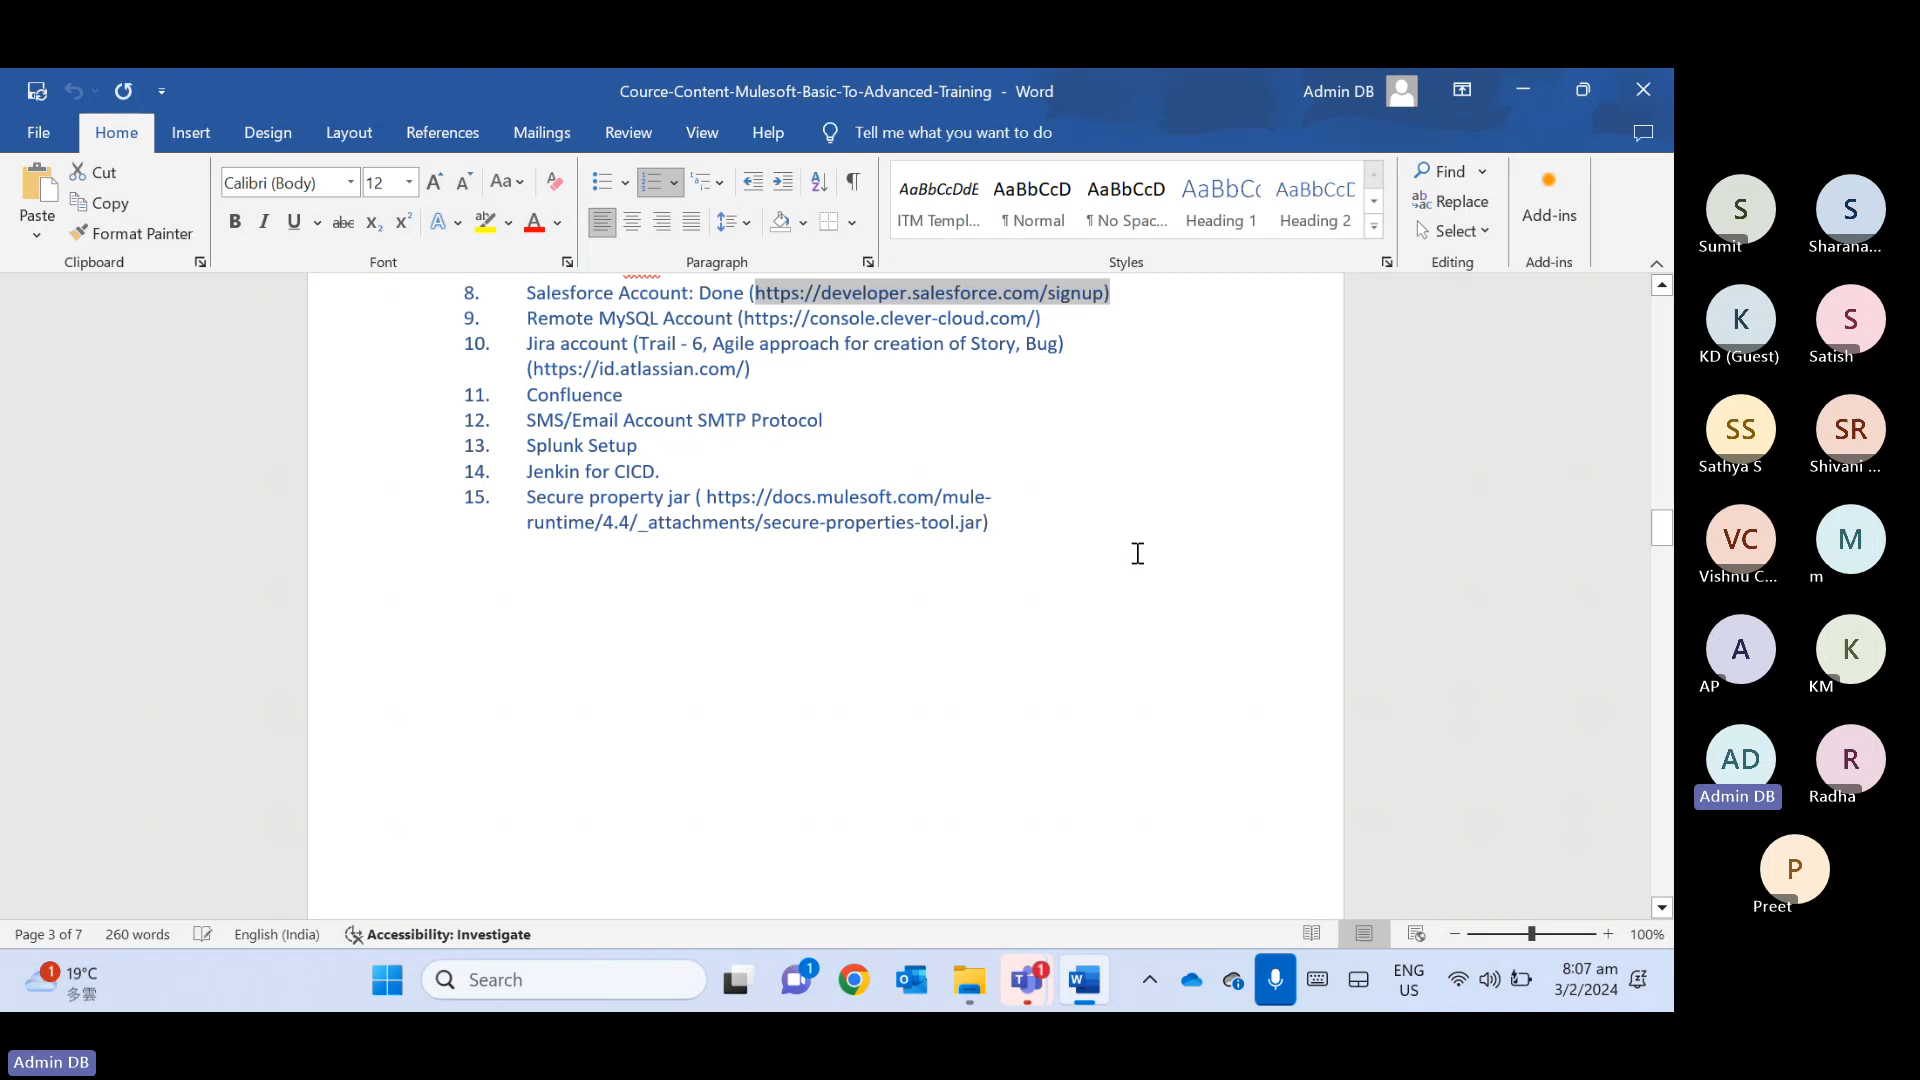 Cource-Content-Mulesoft-Basic-To-Advanced-Training - Word
Admin DB
File
Home
Insert
Design
Layout
References
Mailings
Review
View
Help
Tell me what you want to do
Paste
Cut
Copy
Format Painter
Clipboard
Calibri (Body)
12
Font
Paragraph
AaBbCcDdE
ITM Templ...
AaBbCcD
¶ Normal
AaBbCcD
¶ No Spac...
AaBbCc
Heading 1
AaBbCcD
Heading 2
Styles
Find
Replace
Select
Editing
Add-ins
Add-ins
8. Salesforce Account: Done (https://developer.salesforce.com/signup)
9. Remote MySQL Account (https://console.clever-cloud.com/)
10. Jira account (Trail - 6, Agile approach for creation of Story, Bug)
(https://id.atlassian.com/)
11. Confluence
12. SMS/Email Account SMTP Protocol
13. Splunk Setup
14. Jenkin for CICD.
15. Secure property jar ( https://docs.mulesoft.com/mule-
runtime/4.4/_attachments/secure-properties-tool.jar)
Page 3 of 7
260 words
English (India)
Accessibility: Investigate
100%
1
19°C
多雲
Search
1
1
ENG
US
8:07 am
3/2/2024
S
Sumit
S
Sharana...
K
KD (Guest)
S
Satish
SS
Sathya S
SR
Shivani ...
VC
Vishnu C...
M
m
A
AP
K
KM
AD
Admin DB
R
Radha
P
Preet
Admin DB